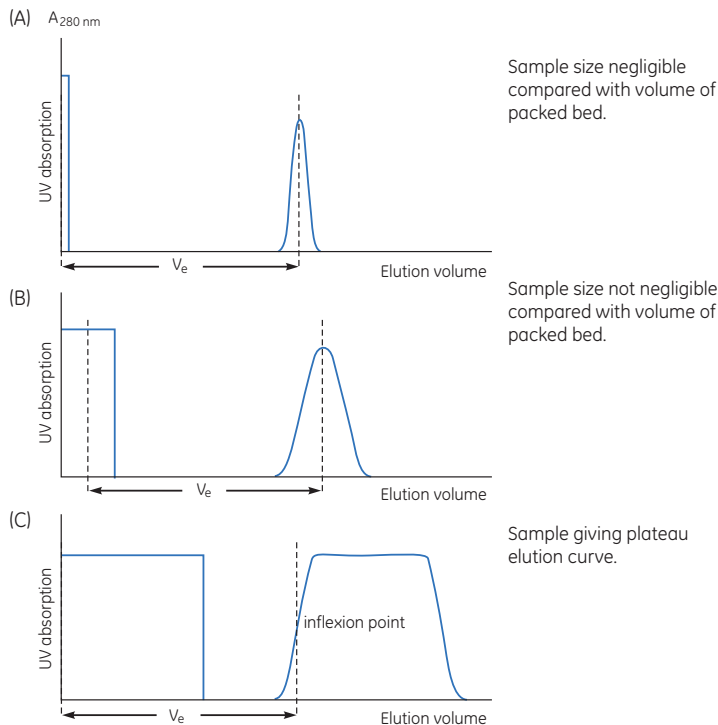 (A)
A280 nm
UV absorption
Sample size negligible
compared with volume of
packed bed.
Ve
Elution volume
(B)
UV absorption
Sample size not negligible
compared with volume of
packed bed.
Ve
Elution volume
(C)
UV absorption
Sample giving plateau
elution curve.
inflexion point
Ve
Elution volume